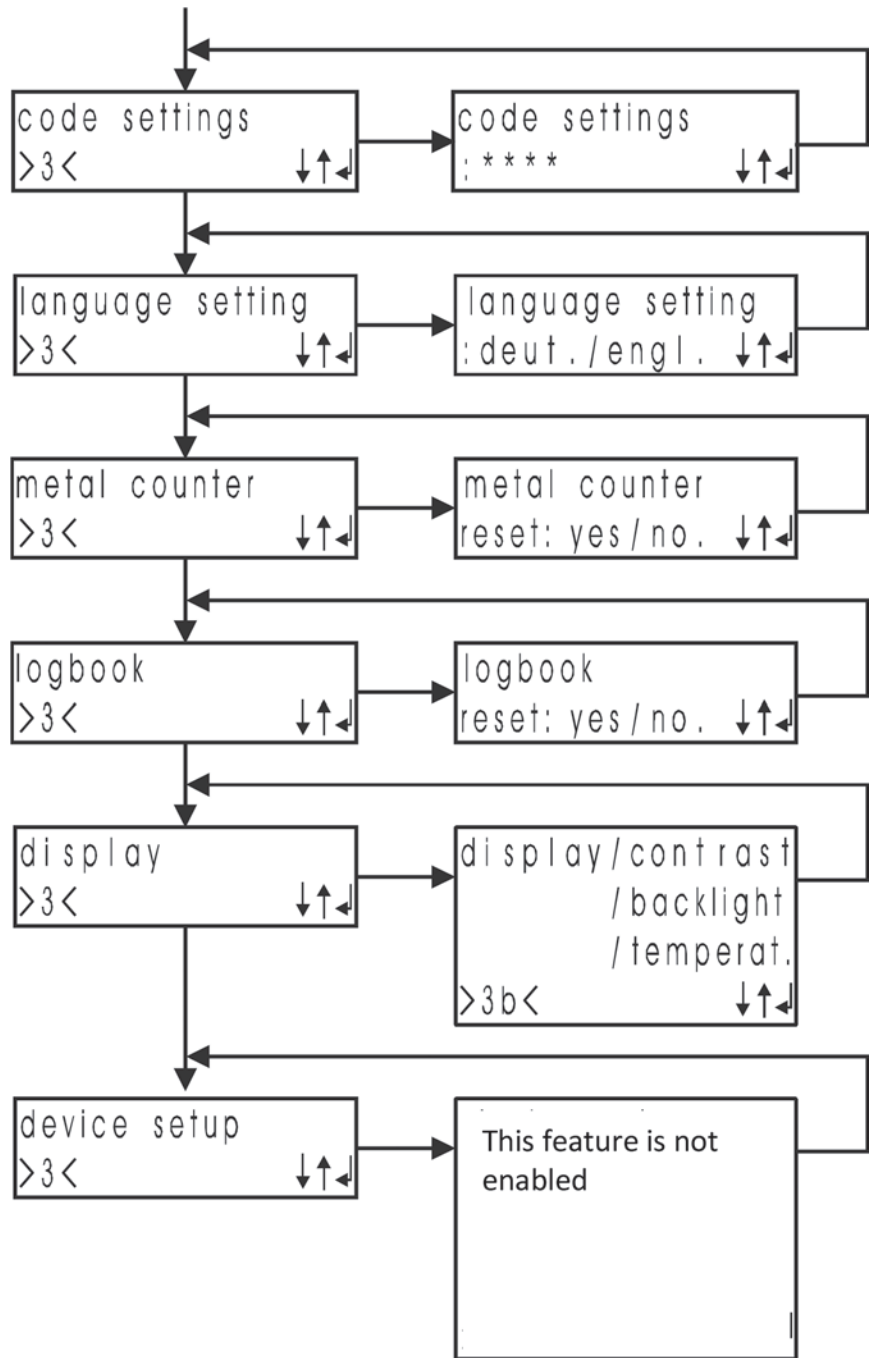 code settings
>3< ↓↑↵
code settings
:**** ↓↑↵
language setting
>3< ↓↑↵
language setting
:deut./engl. ↓↑↵
metal counter
>3< ↓↑↵
metal counter
reset: yes/no. ↓↑↵
logbook
>3< ↓↑↵
logbook
reset: yes/no. ↓↑↵
display
>3< ↓↑↵
display/contrast
/backlight
/temperat.
>3b< ↓↑↵
device setup
>3< ↓↑↵
This feature is not
enabled